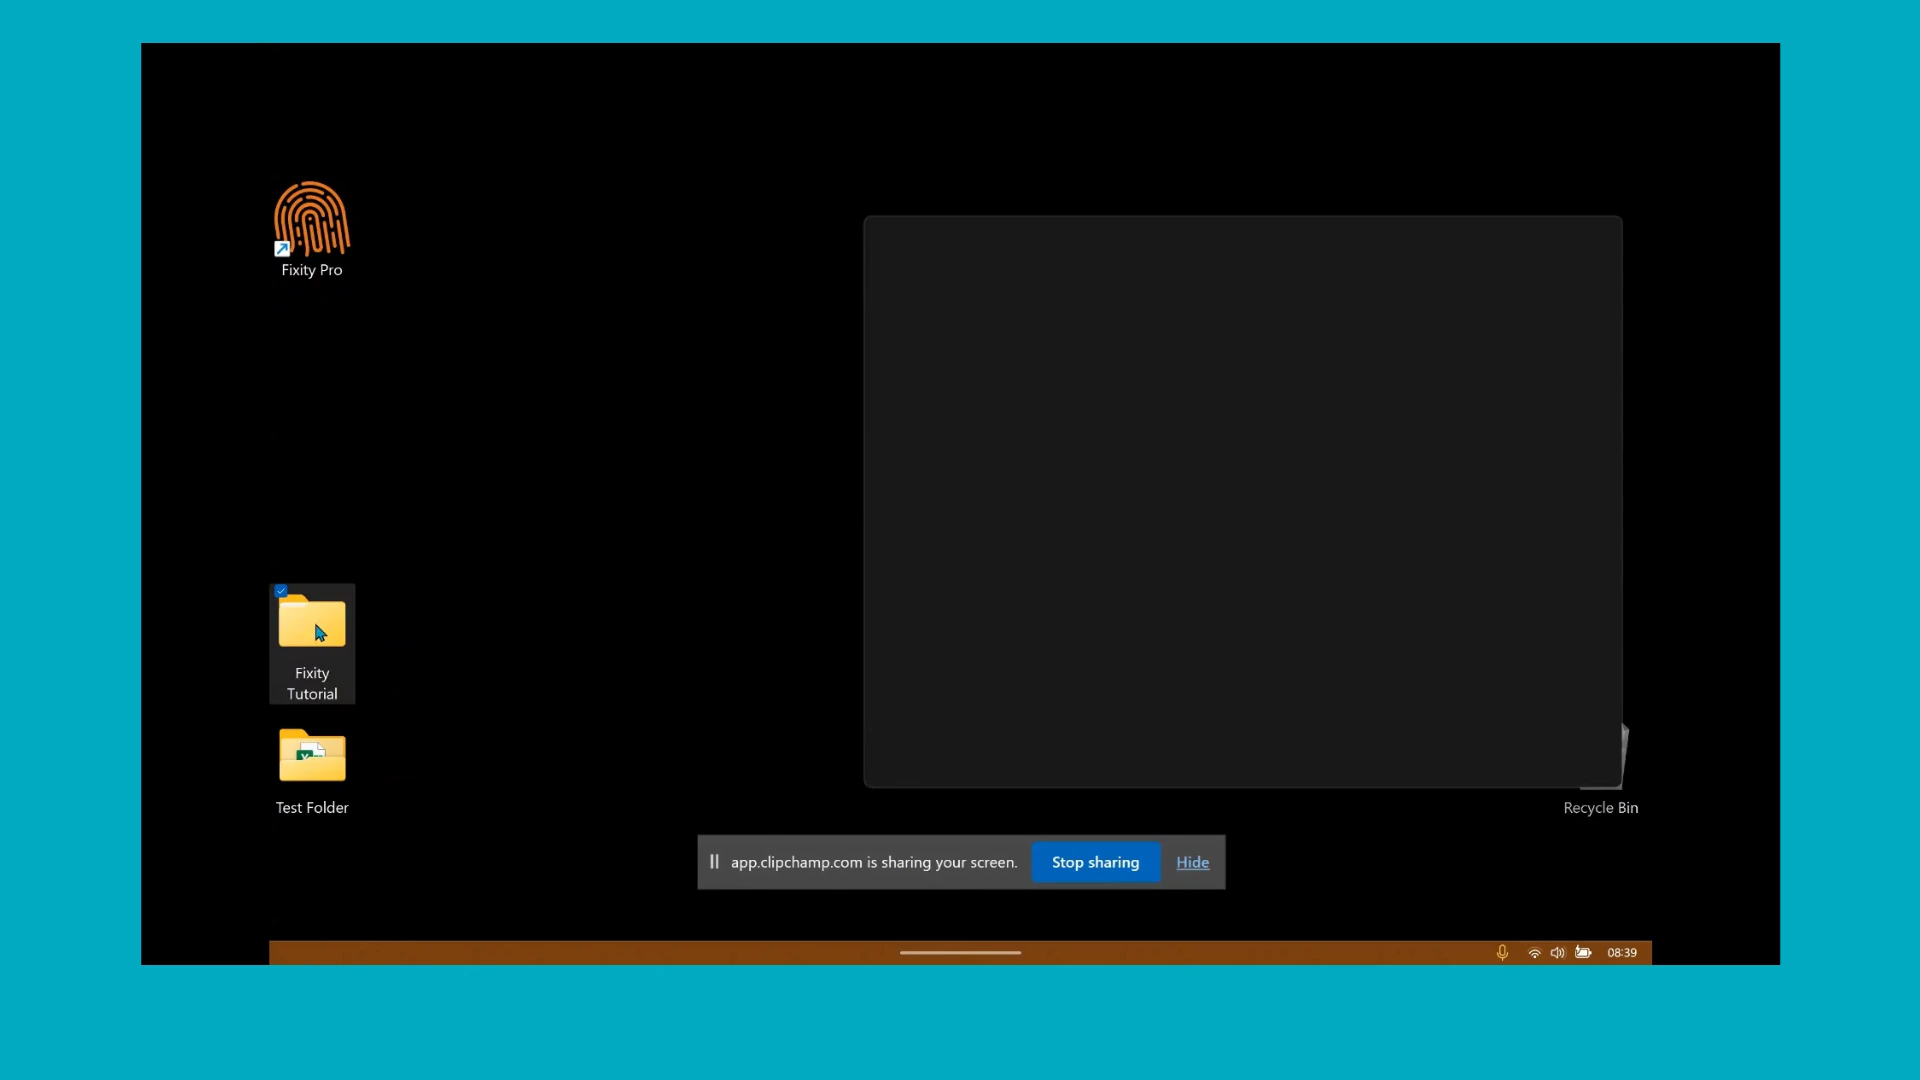 Fixity Pro
Fixity
Tutorial
Test Folder
Recycle Bin
app.clipchamp.com is sharing your screen.
Stop sharing
Hide
08:39